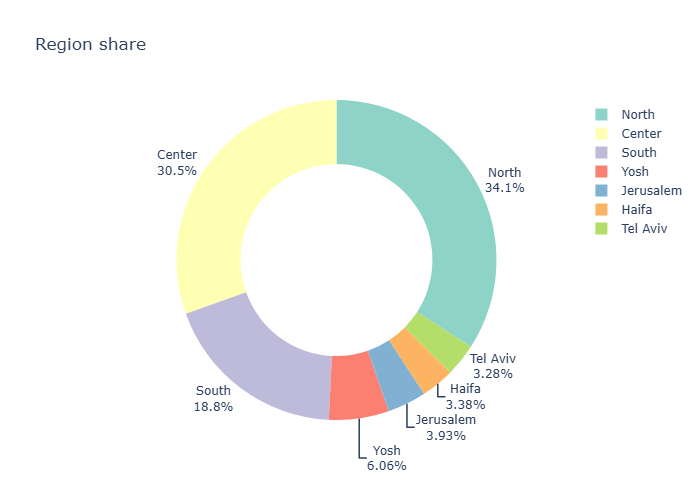 Region share
North
Center
South
Yosh
Jerusalem
Haifa
Tel Aviv
Center
30.5%
North
34.1%
Tel Aviv
3.28%
South
18.8%
Haifa
3.38%
Jerusalem
3.93%
Yosh
6.06%